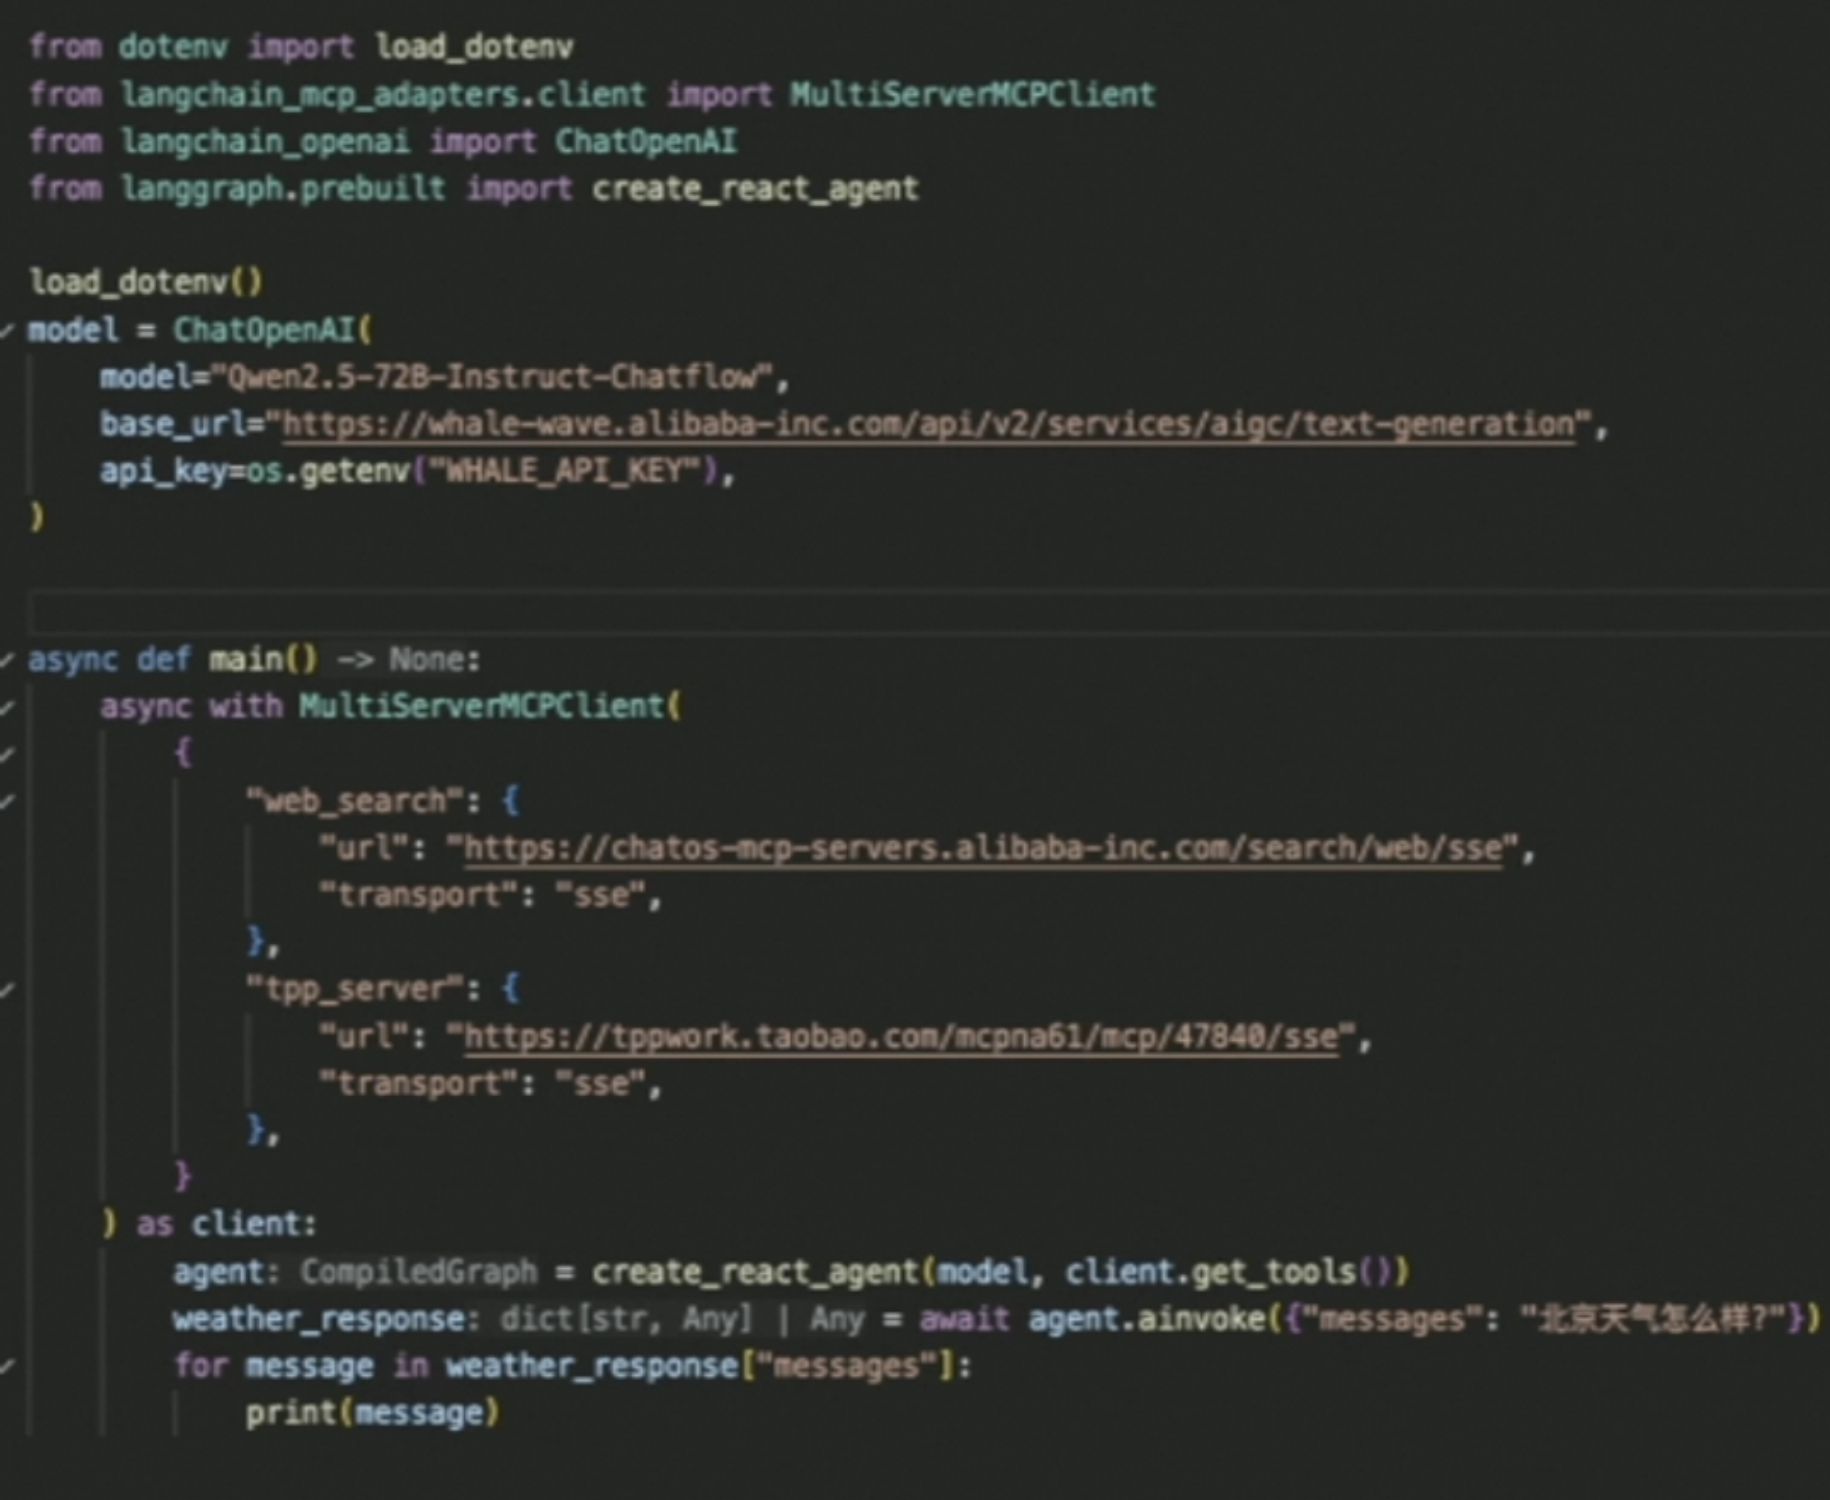 from dotenv import load_dotenv
from langchain_mcp_adapters.client import MultiServerMCPClient
from langchain_openai import ChatOpenAI
from langgraph.prebuilt import create_react_agent

load_dotenv()
model = ChatOpenAI(
    model="Qwen2.5-72B-Instruct-Chatflow",
    base_url="https://whale-wave.alibaba-inc.com/api/v2/services/aigc/text-generation",
    api_key=os.getenv("WHALE_API_KEY"),
)

async def main() -> None:
    async with MultiServerMCPClient(
        {
            "web_search": {
                "url": "https://chatos-mcp-servers.alibaba-inc.com/search/web/sse",
                "transport": "sse",
            },
            "tpp_server": {
                "url": "https://tppwork.taobao.com/mcpna61/mcp/47840/sse",
                "transport": "sse",
            },
        }
    ) as client:
        agent: CompiledGraph = create_react_agent(model, client.get_tools())
        weather_response: dict[str, Any] | Any = await agent.ainvoke({"messages": "北京天气怎么样?"})
        for message in weather_response["messages"]:
            print(message)